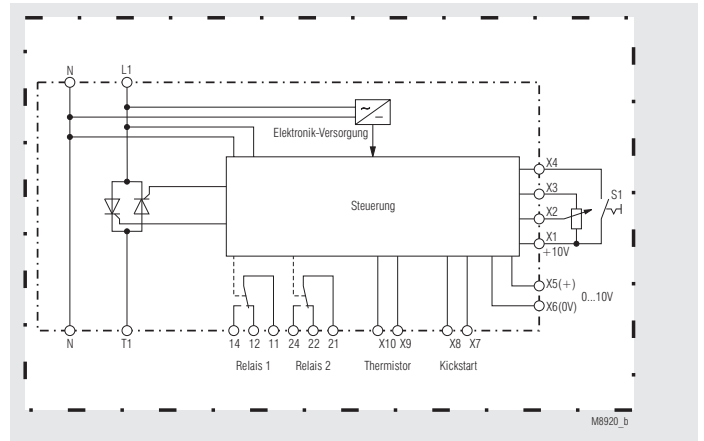 N L1
Elektronik-Versorgung
X4
X3
S1
Steuerung
X2
X1
+10V
X5(+)
0...10V
X6(0V)
N T1 14 12 11 24 22 21 X10 X9 X8 X7
Relais 1 Relais 2 Thermistor Kickstart
M8920_b